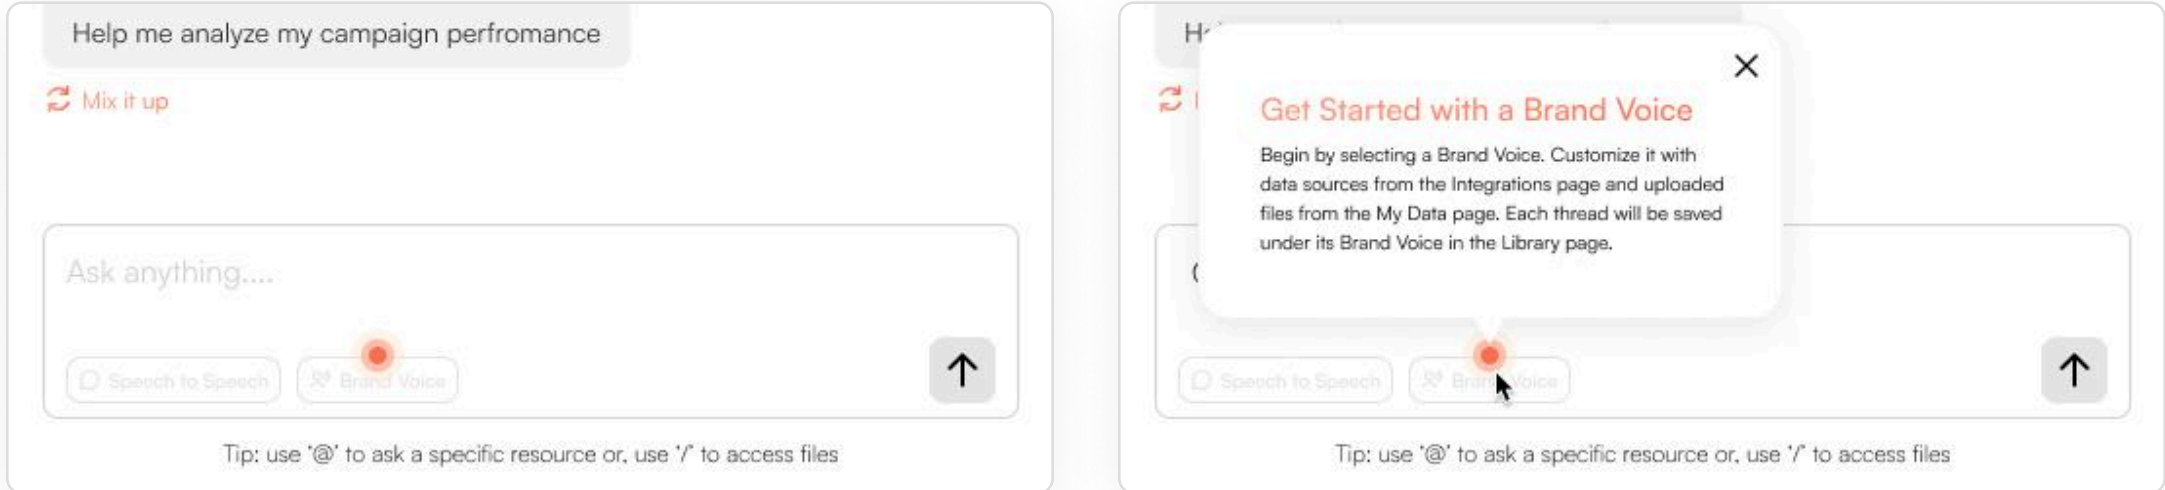 Help me analyze my campaign perfromance
Mix it up
Ask anything....
Speech to Speech
Brand Voice
Tip: use '@' to ask a specific resource or, use '/' to access files
Get Started with a Brand Voice
Begin by selecting a Brand Voice. Customize it with
data sources from the Integrations page and uploaded
files from the My Data page. Each thread will be saved
under its Brand Voice in the Library page.
Speech to Speech
Brand Voice
Tip: use '@' to ask a specific resource or, use '/' to access files